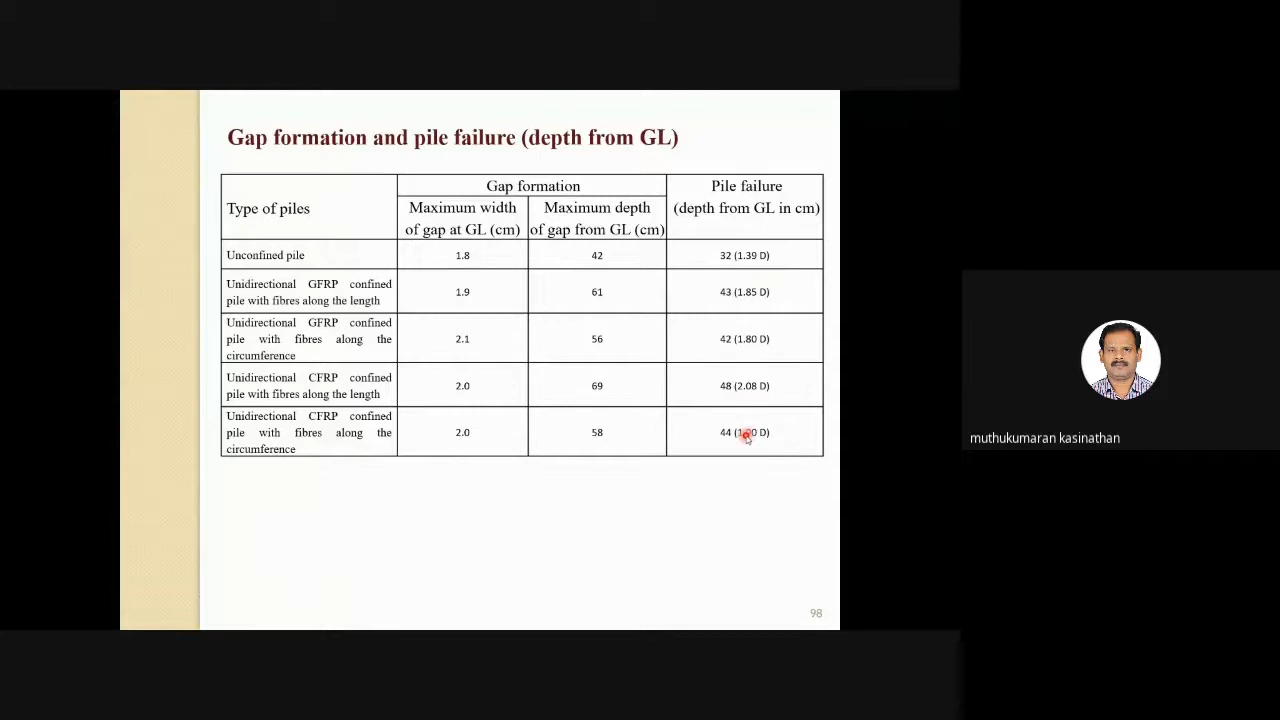 Gap formation and pile failure (depth from GL)
Type of piles
Gap formation
Pile failure
(depth from GL in cm)
Maximum width
of gap at GL (cm)
Maximum depth
of gap from GL (cm)
Unconfined pile
1.8
42
32 (1.39 D)
Unidirectional GFRP confined
pile with fibres along the length
1.9
61
43 (1.85 D)
Unidirectional GFRP confined
pile with fibres along the
circumference
2.1
56
42 (1.80 D)
Unidirectional CFRP confined
pile with fibres along the length
2.0
69
48 (2.08 D)
Unidirectional CFRP confined
pile with fibres along the
circumference
2.0
58
44 D)
98
muthukumaran kasinathan